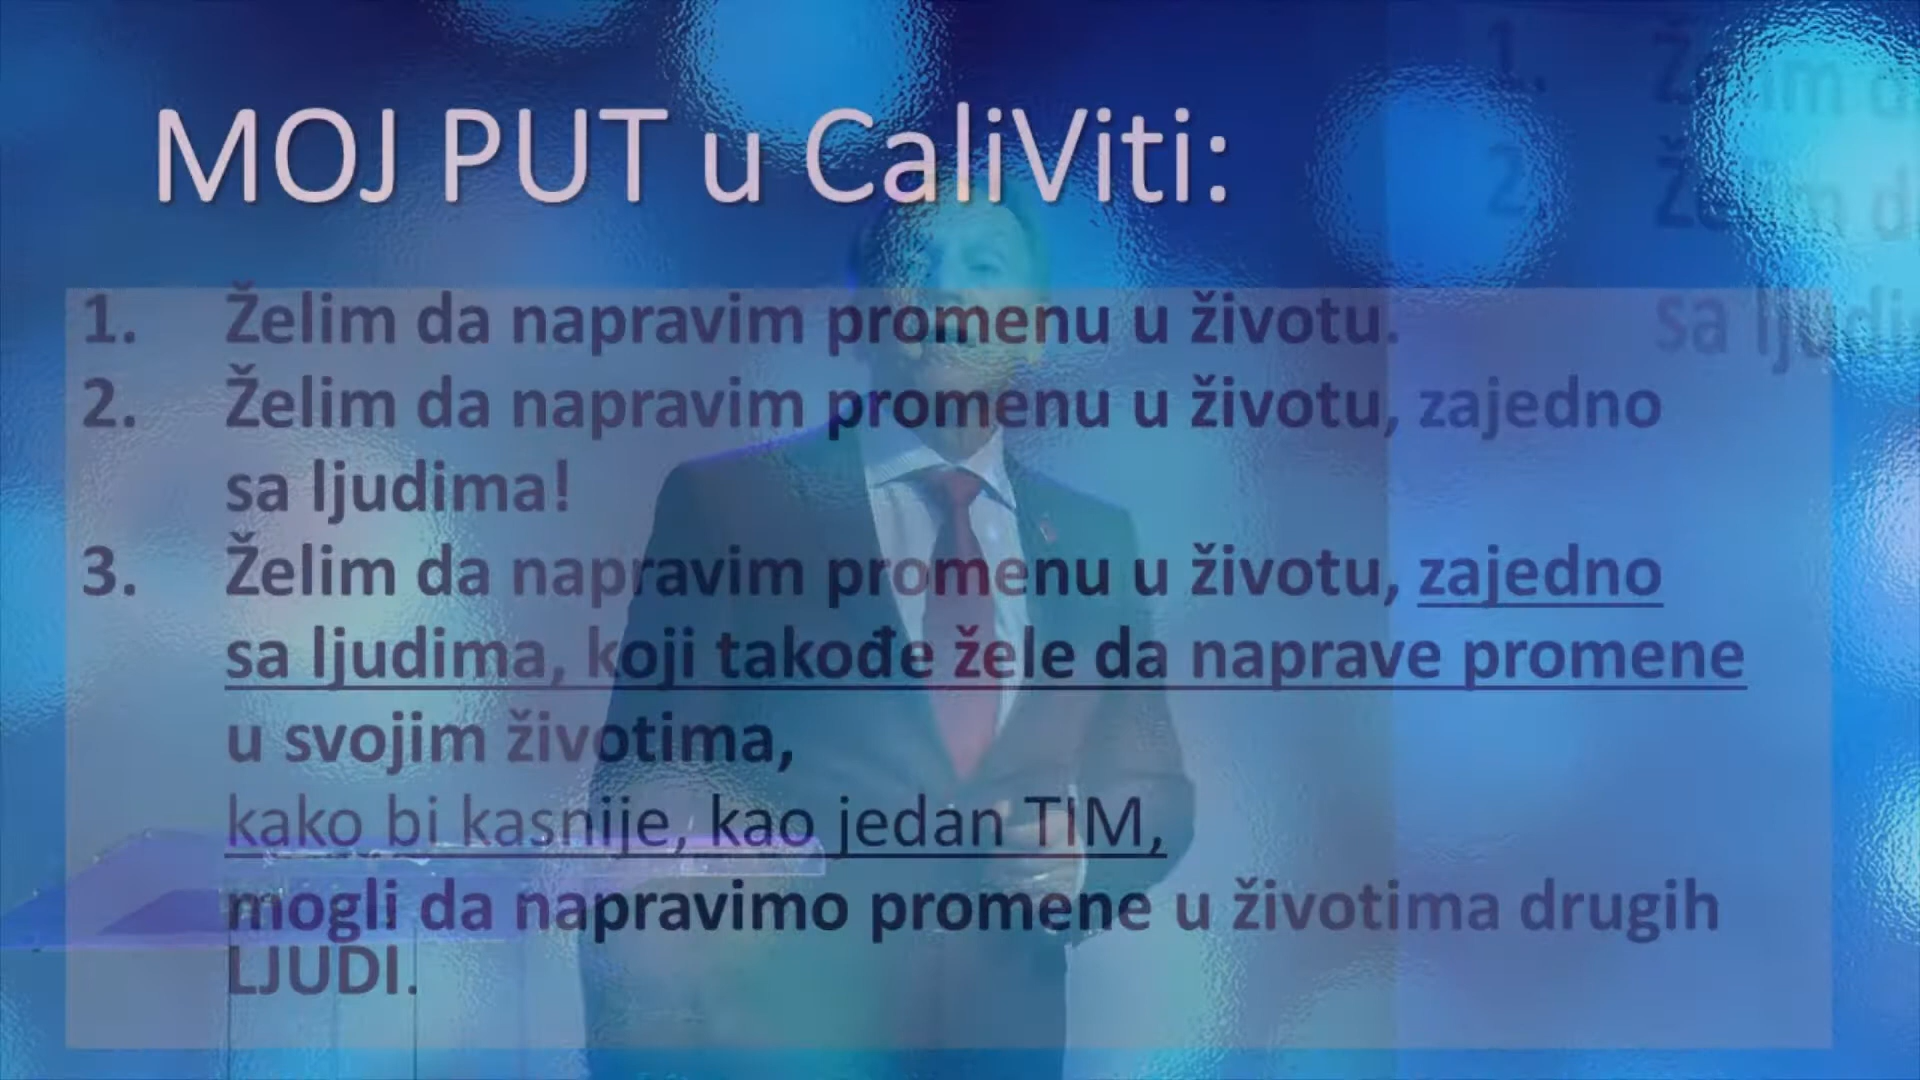 MOJ PUT u CaliViti:
1. Želim da napravim promenu u životu.
2. Želim da napravim promenu u životu, zajedno
sa ljudima!
3. Želim da napravim promenu u životu, zajedno
sa ljudima, koji takođe žele da naprave promene
u svojim životima,
kako bi kasnije, kao jedan TIM,
mogli da napravimo promene u životima drugih
LJUDI.
1. Želim d
2. Želim d
sa ljudi